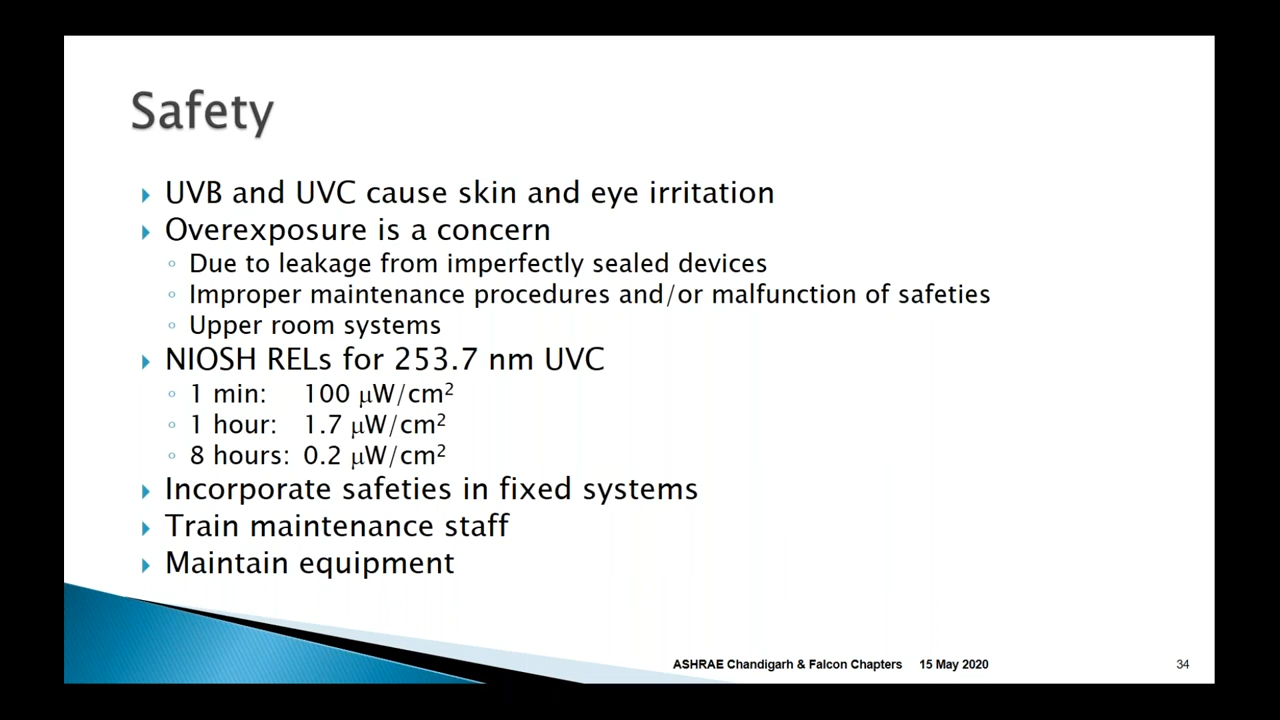 Safety
UVB and UVC cause skin and eye irritation
Overexposure is a concern
Due to leakage from imperfectly sealed devices
Improper maintenance procedures and/or malfunction of safeties
Upper room systems
NIOSH RELs for 253.7 nm UVC
1 min: 100 μW/cm²
1 hour: 1.7 μW/cm²
8 hours: 0.2 μW/cm²
Incorporate safeties in fixed systems
Train maintenance staff
Maintain equipment
ASHRAE Chandigarh & Falcon Chapters 15 May 2020 34